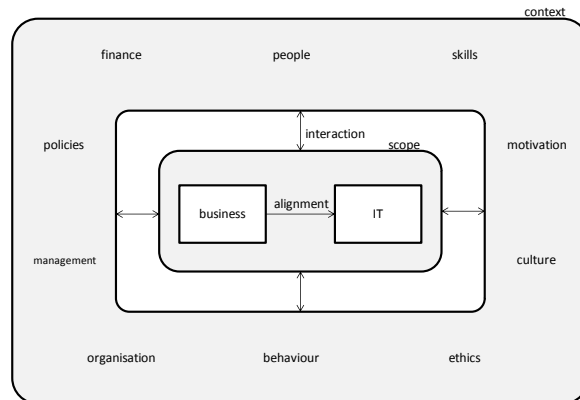 context
finance people skills
interaction
policies scope motivation
alignment
business IT
management culture
organisation behaviour ethics